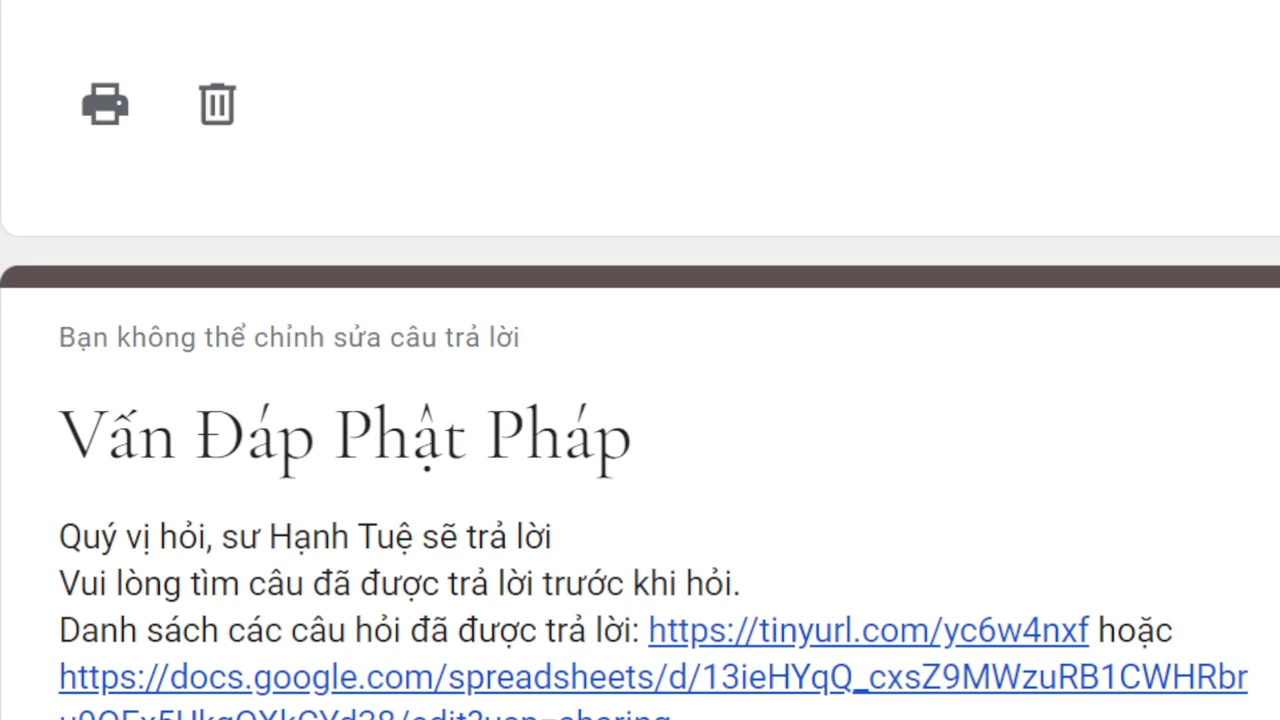 Bạn không thể chỉnh sửa câu trả lời
Vấn Đáp Phật Pháp
Quý vị hỏi, sư Hạnh Tuệ sẽ trả lời
Vui lòng tìm câu đã được trả lời trước khi hỏi.
Danh sách các câu hỏi đã được trả lời: https://tinyurl.com/yc6w4nxf hoặc
https://docs.google.com/spreadsheets/d/13ieHYqQ_cxsZ9MWzuRB1CWHRbr